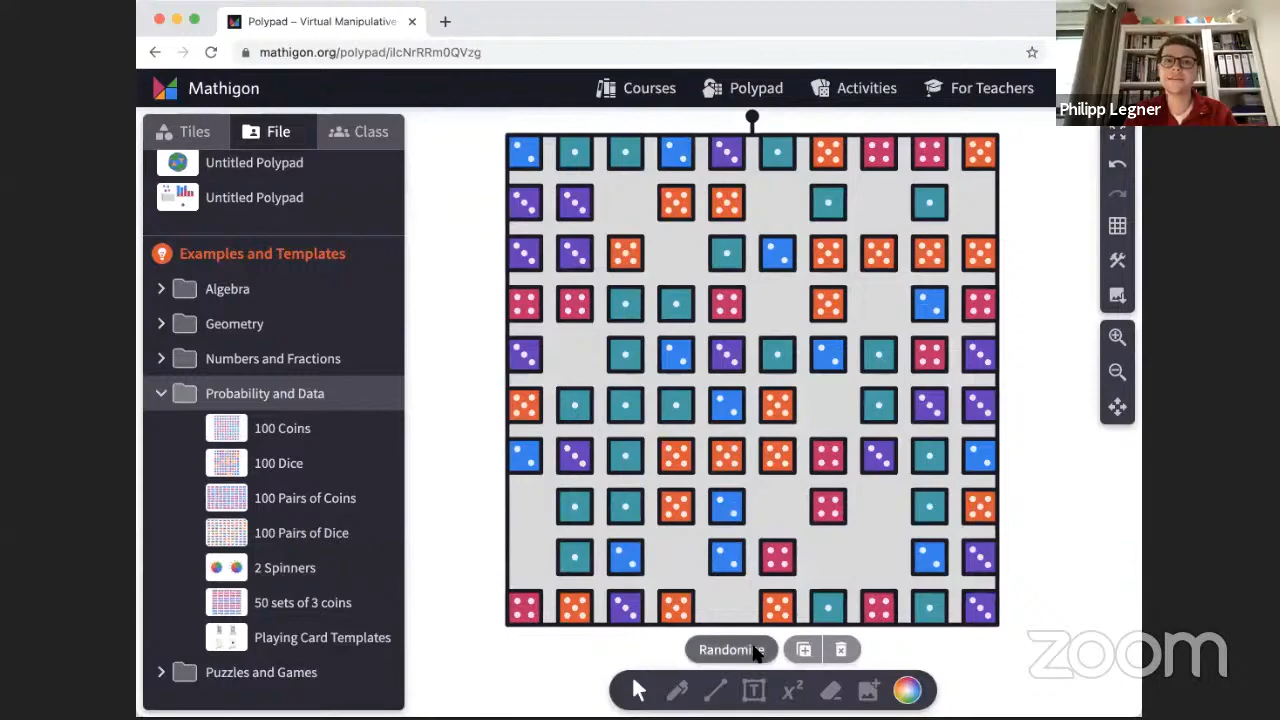 Polypad – Virtual Manipulative
mathigon.org/polypad/iIcNrRRm0QVzg
Mathigon
Courses
Polypad
Activities
For Teachers
Philipp Legner
Tiles
File
Class
Untitled Polypad
Untitled Polypad
Examples and Templates
Algebra
Geometry
Numbers and Fractions
Probability and Data
100 Coins
100 Dice
100 Pairs of Coins
100 Pairs of Dice
2 Spinners
50 sets of 3 coins
Playing Card Templates
Puzzles and Games
Randomize
T
x²
zoom